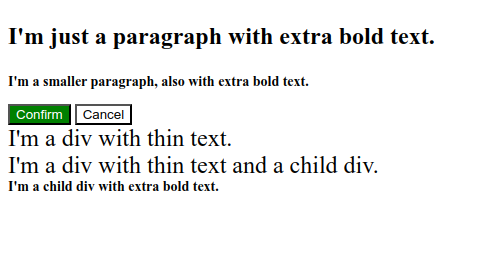 I'm just a paragraph with extra bold text.
I'm a smaller paragraph, also with extra bold text.
Confirm Cancel
I'm a div with thin text.
I'm a div with thin text and a child div.
I'm a child div with extra bold text.